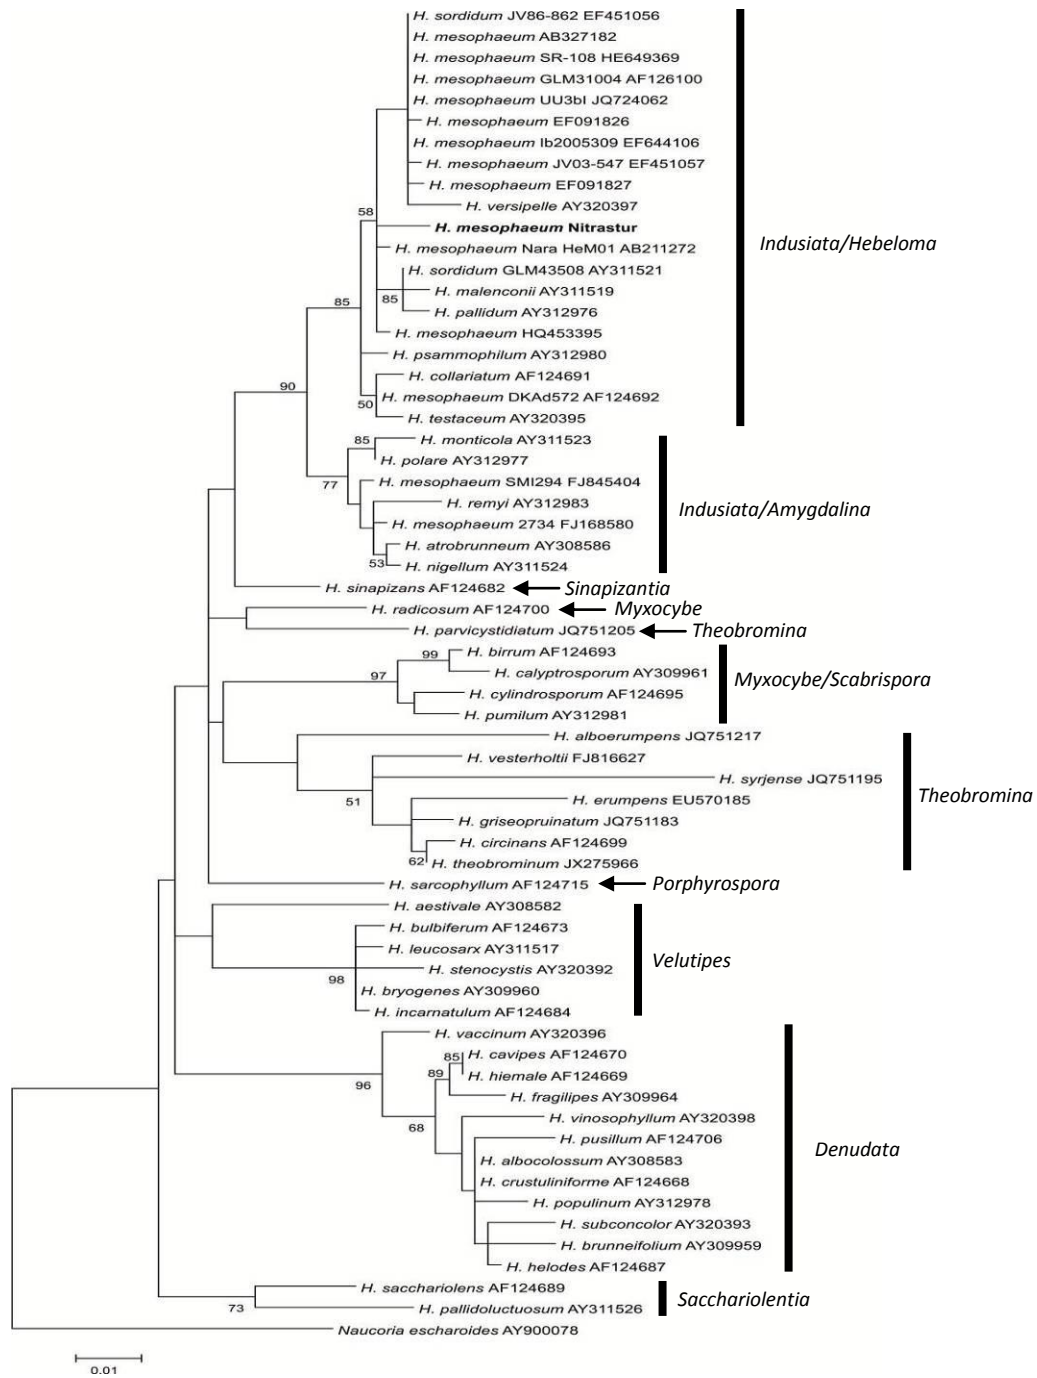 H. sordidum JV86-862 EF451056
H. mesophaeum AB327182
H. mesophaeum SR-108 HE649369
H. mesophaeum GLM31004 AF126100
H. mesophaeum UU3bI JQ724062
H. mesophaeum EF091826
H. mesophaeum Ib2005309 EF644106
H. mesophaeum JV03-547 EF451057
H. mesophaeum EF091827
H. versipelle AY320397
58
H. mesophaeum Nitrastur
Indusiata/Hebeloma
H. mesophaeum Nara HeM01 AB211272
H. sordidum GLM43508 AY311521
H. malenconii AY311519
85
85
H. pallidum AY312976
H. mesophaeum HQ453395
H. psammophilum AY312980
H. collariatum AF124691
90
H. mesophaeum DKAd572 AF124692
50
H. testaceum AY320395
85
H. monticola AY311523
H. polare AY312977
77
H. mesophaeum SMI294 FJ845404
H. remyi AY312983
Indusiata/Amygdalina
H. mesophaeum 2734 FJ168580
H. atrobrunneum AY308586
53
H. nigellum AY311524
H. sinapizans AF124682
Sinapizantia
H. radicosum AF124700
Myxocybe
H. parvicystidiatum JQ751205
Theobromina
99
H. birrum AF124693
97
H. calyptrosporum AY309961
Myxocybe/Scabrispora
H. cylindrosporum AF124695
H. pumilum AY312981
H. alboerumpens JQ751217
H. vesterholtii FJ816627
H. syrjense JQ751195
51
H. erumpens EU570185
Theobromina
H. griseopruinatum JQ751183
H. circinans AF124699
62
H. theobrominum JX275966
H. sarcophyllum AF124715
Porphyrospora
H. aestivale AY308582
H. bulbiferum AF124673
H. leucosarx AY311517
Velutipes
H. stenocystis AY320392
98
H. bryogenes AY309960
H. incarnatulum AF124684
H. vaccinum AY320396
85
H. cavipes AF124670
89
H. hiemale AF124669
96
H. fragilipes AY309964
H. vinosophyllum AY320398
68
H. pusillum AF124706
Denudata
H. albocolossum AY308583
H. crustuliniforme AF124668
H. populinum AY312978
H. subconcolor AY320393
H. brunneifolium AY309959
H. helodes AF124687
H. sacchariolens AF124689
Sacchariolentia
73
H. pallidoluctuosum AY311526
Naucoria escharoides AY900078
0.01